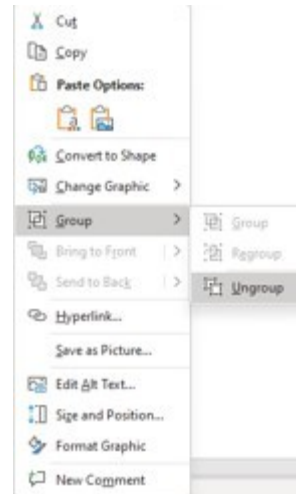 Cut
Copy
Paste Options:
a
Convert to Shape
Change Graphic >
Group >
Group
Bring to Front >
Regroup
Send to Back >
Ungroup
Hyperlink...
Save as Picture...
Edit Alt Text...
Size and Position...
Format Graphic
New Comment